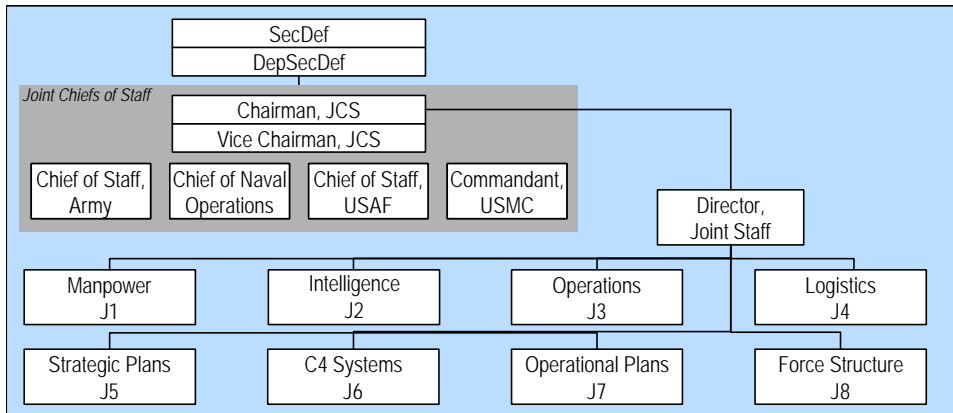 SecDef
DepSecDef
Joint Chiefs of Staff
Chairman, JCS
Vice Chairman, JCS
Chief of Staff,
Army
Chief of Naval
Operations
Chief of Staff,
USAF
Commandant,
USMC
Director,
Joint Staff
Manpower
J1
Intelligence
J2
Operations
J3
Logistics
J4
Strategic Plans
J5
C4 Systems
J6
Operational Plans
J7
Force Structure
J8